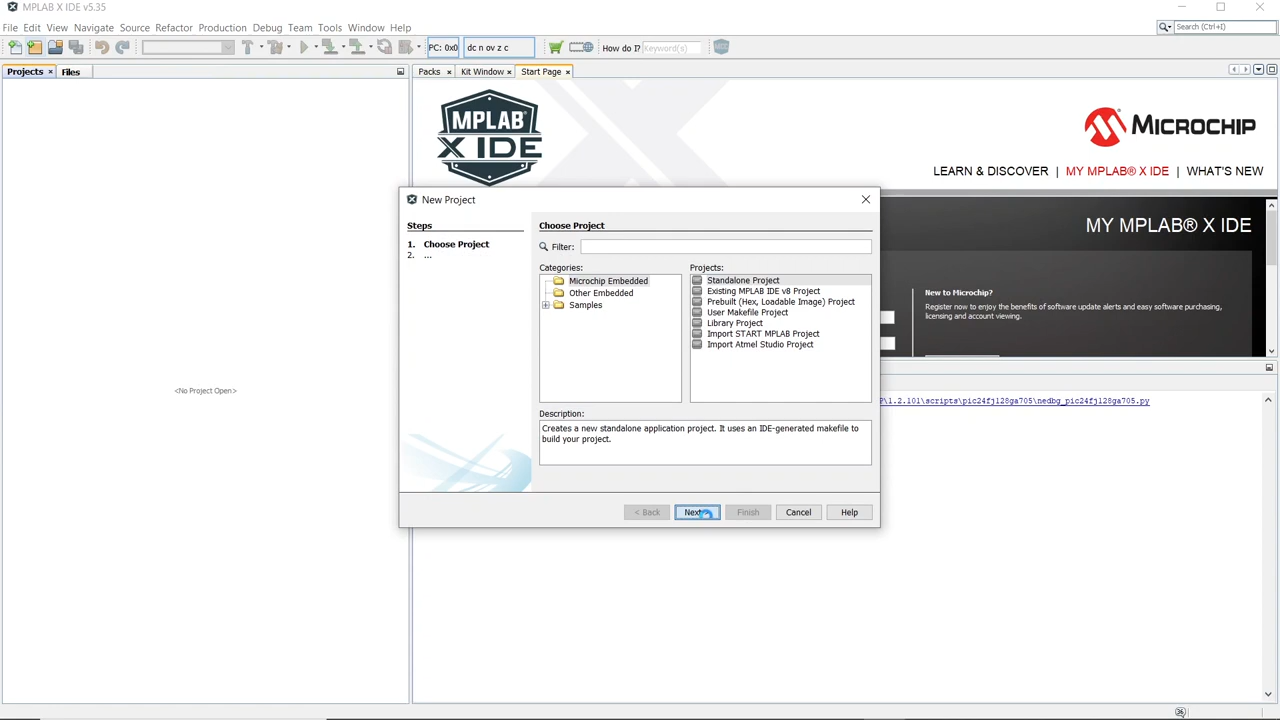 MPLAB X IDE v5.35
File Edit View Navigate Source Refactor Production Debug Team Tools Window Help
Search (Ctrl+I)
PC: 0x0 dc n ov z c How do I? Keyword(s)
Projects Files
Packs Kit Window Start Page
MPLAB
X IDE
MICROCHIP
LEARN & DISCOVER | MY MPLAB® X IDE | WHAT'S NEW
MY MPLAB® X IDE
New to Microchip?
Register now to enjoy the benefits of software update alerts and easy software purchasing,
licensing and account viewing.
<No Project Open>
P\1.2.101\scripts\pic24fj128ga705\nedbg_pic24fj128ga705.py
New Project
Steps
1. Choose Project
2. ...
Choose Project
Filter:
Categories:
Microchip Embedded
Other Embedded
Samples
Projects:
Standalone Project
Existing MPLAB IDE v8 Project
Prebuilt (Hex, Loadable Image) Project
User Makefile Project
Library Project
Import START MPLAB Project
Import Atmel Studio Project
Description:
Creates a new standalone application project. It uses an IDE-generated makefile to
build your project.
< Back Next Finish Cancel Help